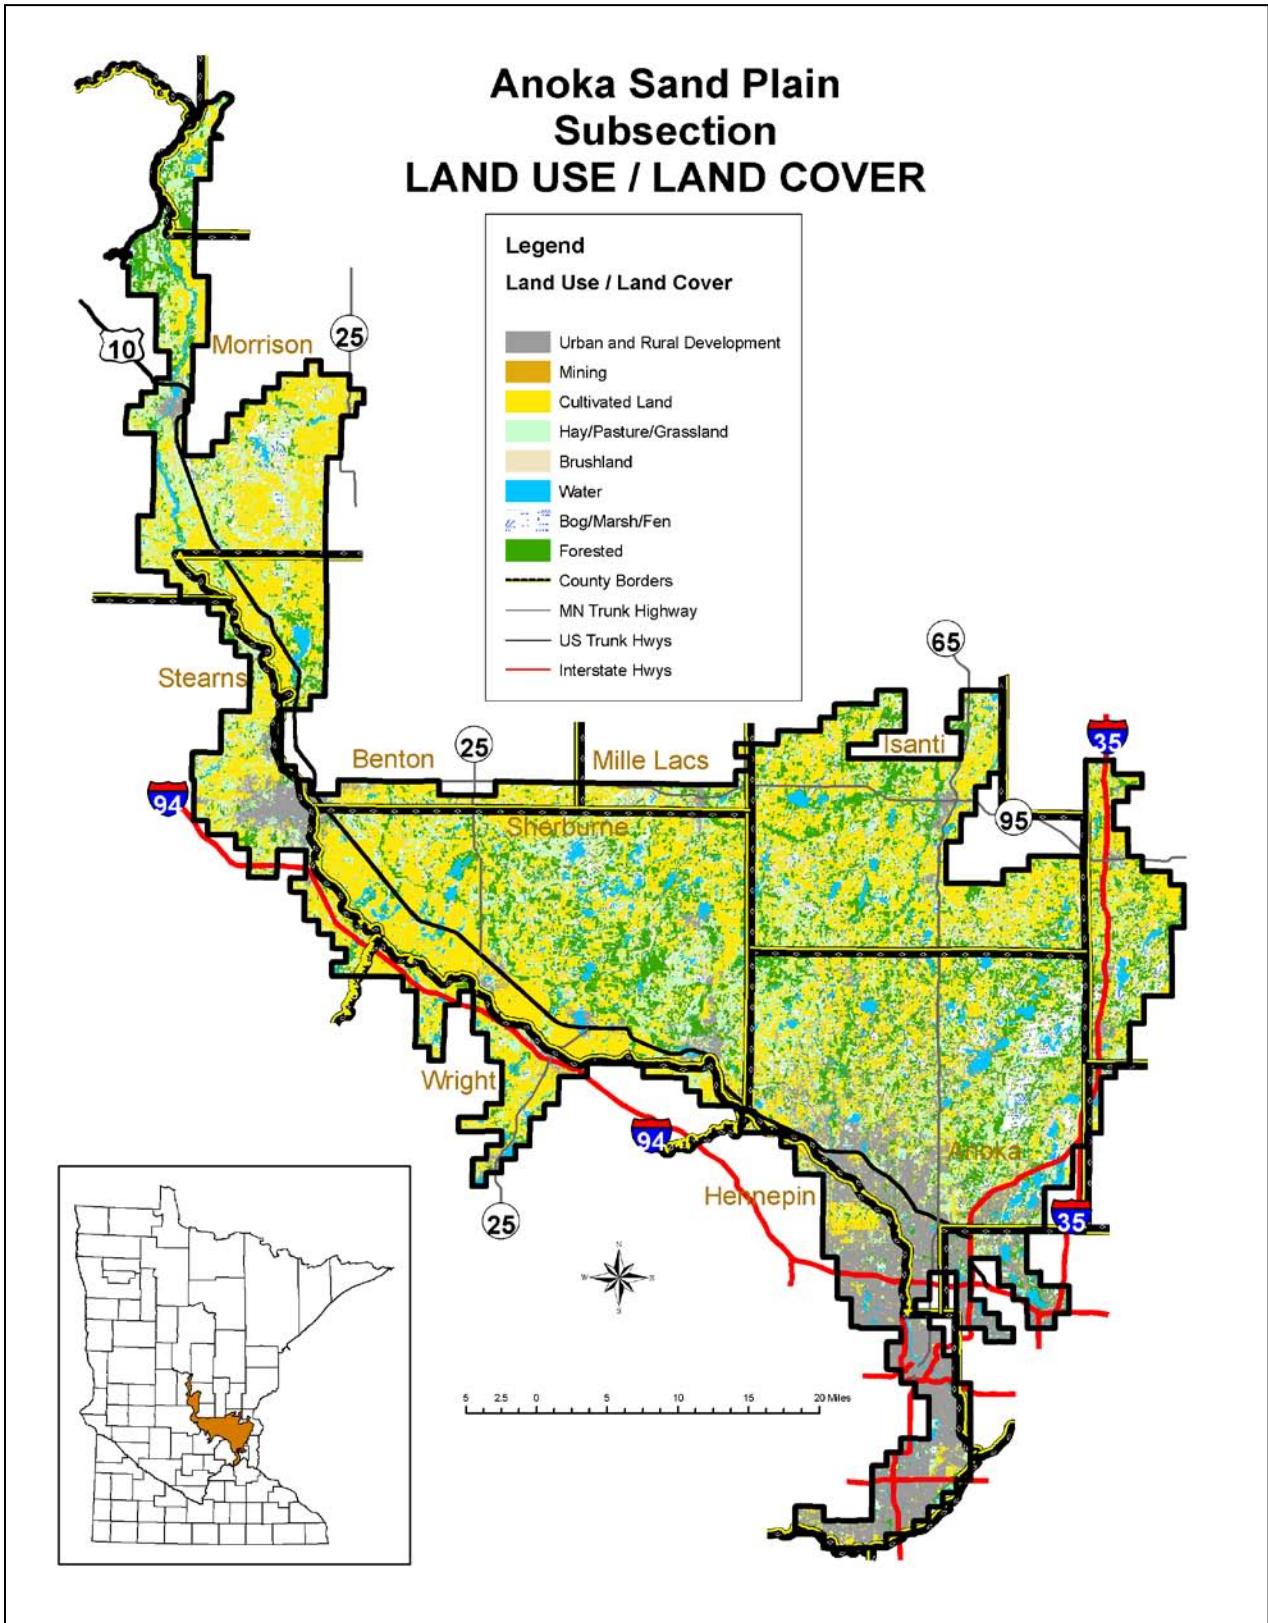 Anoka Sand Plain
Subsection
LAND USE / LAND COVER
Legend
Land Use / Land Cover
Urban and Rural Development
Mining
Cultivated Land
Hay/Pasture/Grassland
Brushland
Water
Bog/Marsh/Fen
Forested
County Borders
MN Trunk Highway
US Trunk Hwys
Interstate Hwys
10
Morrison
25
65
Stearns
Benton
25
Mille Lacs
Isanti
35
94
Sherburne
95
Wright
94
Anoka
Hennepin
25
35
N
W
E
S
5 2.5 0 5 10 15 20 Miles